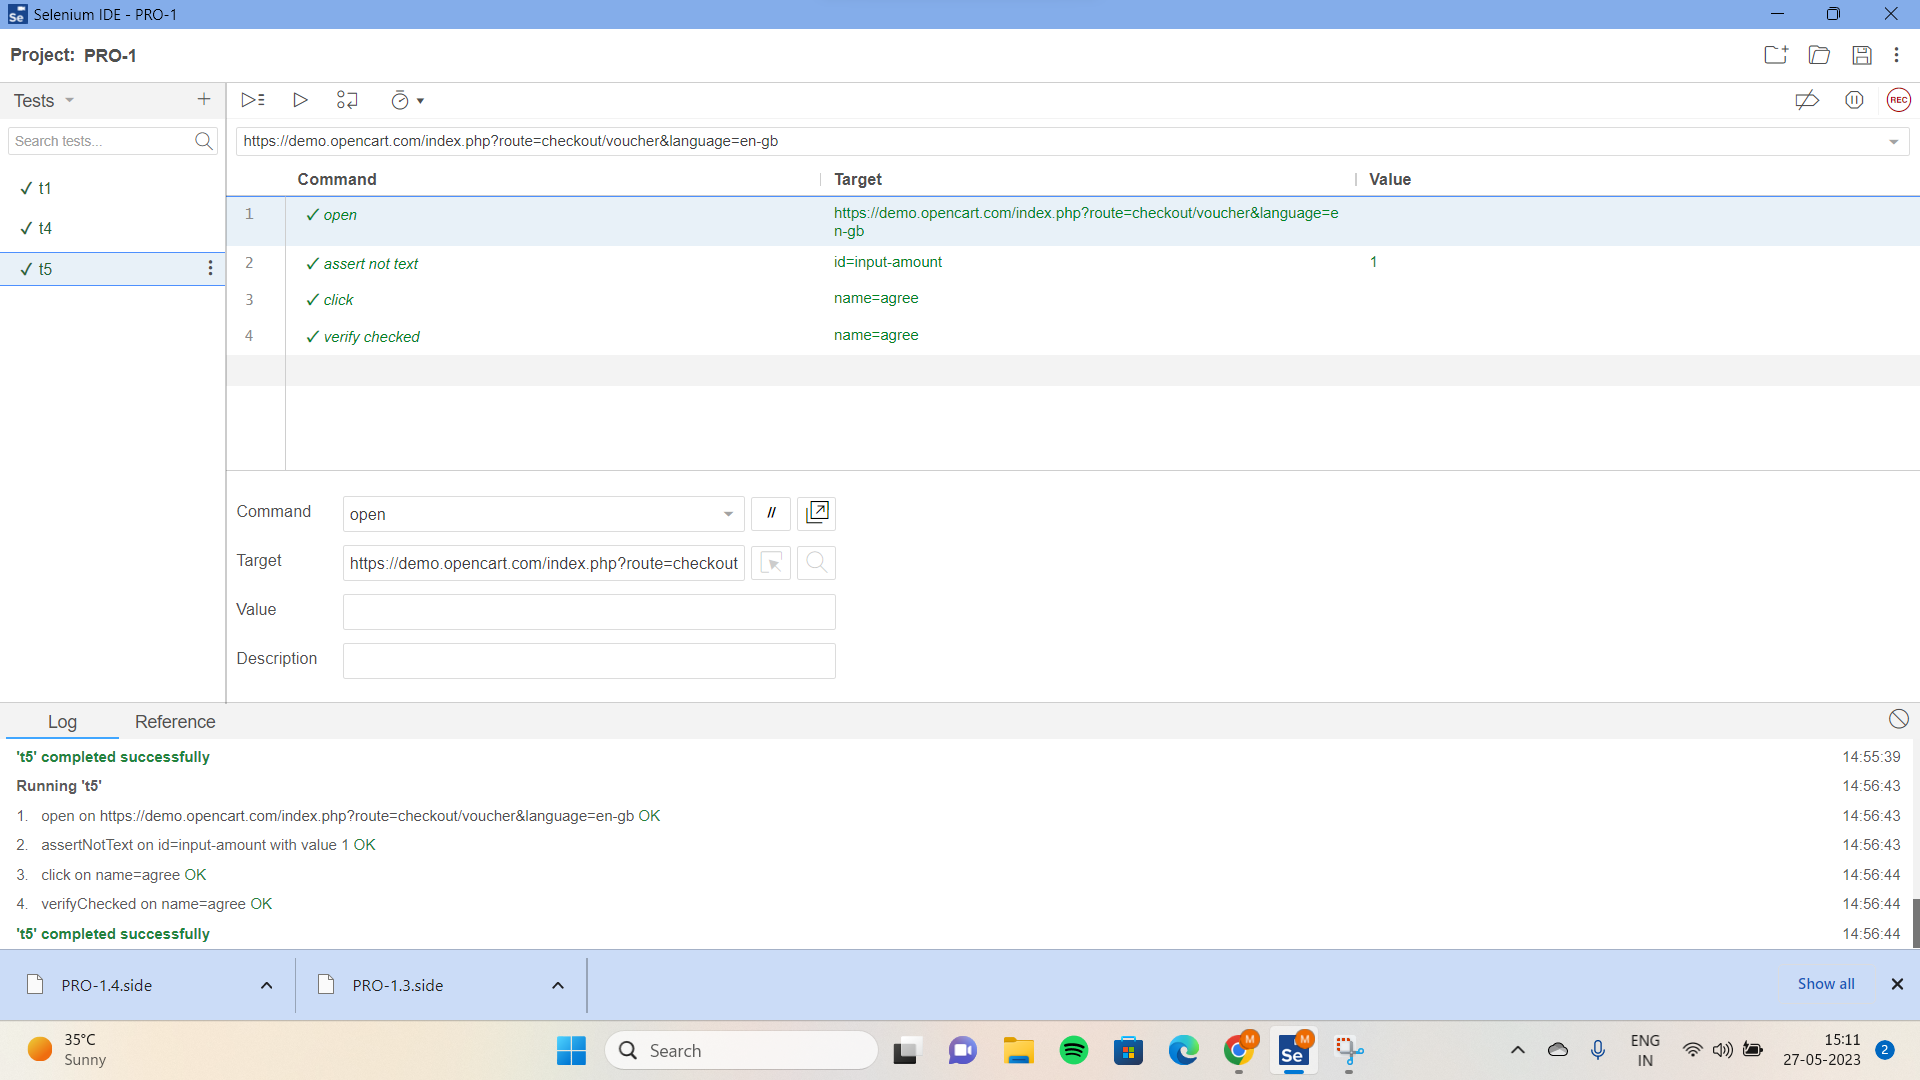 Selenium IDE - PRO-1
Project: PRO-1
Tests
Search tests...
t1
t4
t5
REC
https://demo.opencart.com/index.php?route=checkout/voucher&language=en-gb
Command Target Value
1 open https://demo.opencart.com/index.php?route=checkout/voucher&language=e
n-gb
2 assert not text id=input-amount 1
3 click name=agree
4 verify checked name=agree
Command open //
Target https://demo.opencart.com/index.php?route=checkout
Value
Description
Log Reference
't5' completed successfully 14:55:39
Running 't5' 14:56:43
1. open on https://demo.opencart.com/index.php?route=checkout/voucher&language=en-gb OK 14:56:43
2. assertNotText on id=input-amount with value 1 OK 14:56:43
3. click on name=agree OK 14:56:44
4. verifyChecked on name=agree OK 14:56:44
't5' completed successfully 14:56:44
PRO-1.4.side PRO-1.3.side Show all
35°C
Sunny
Search
M
Se M
ENG
IN
15:11
27-05-2023
2